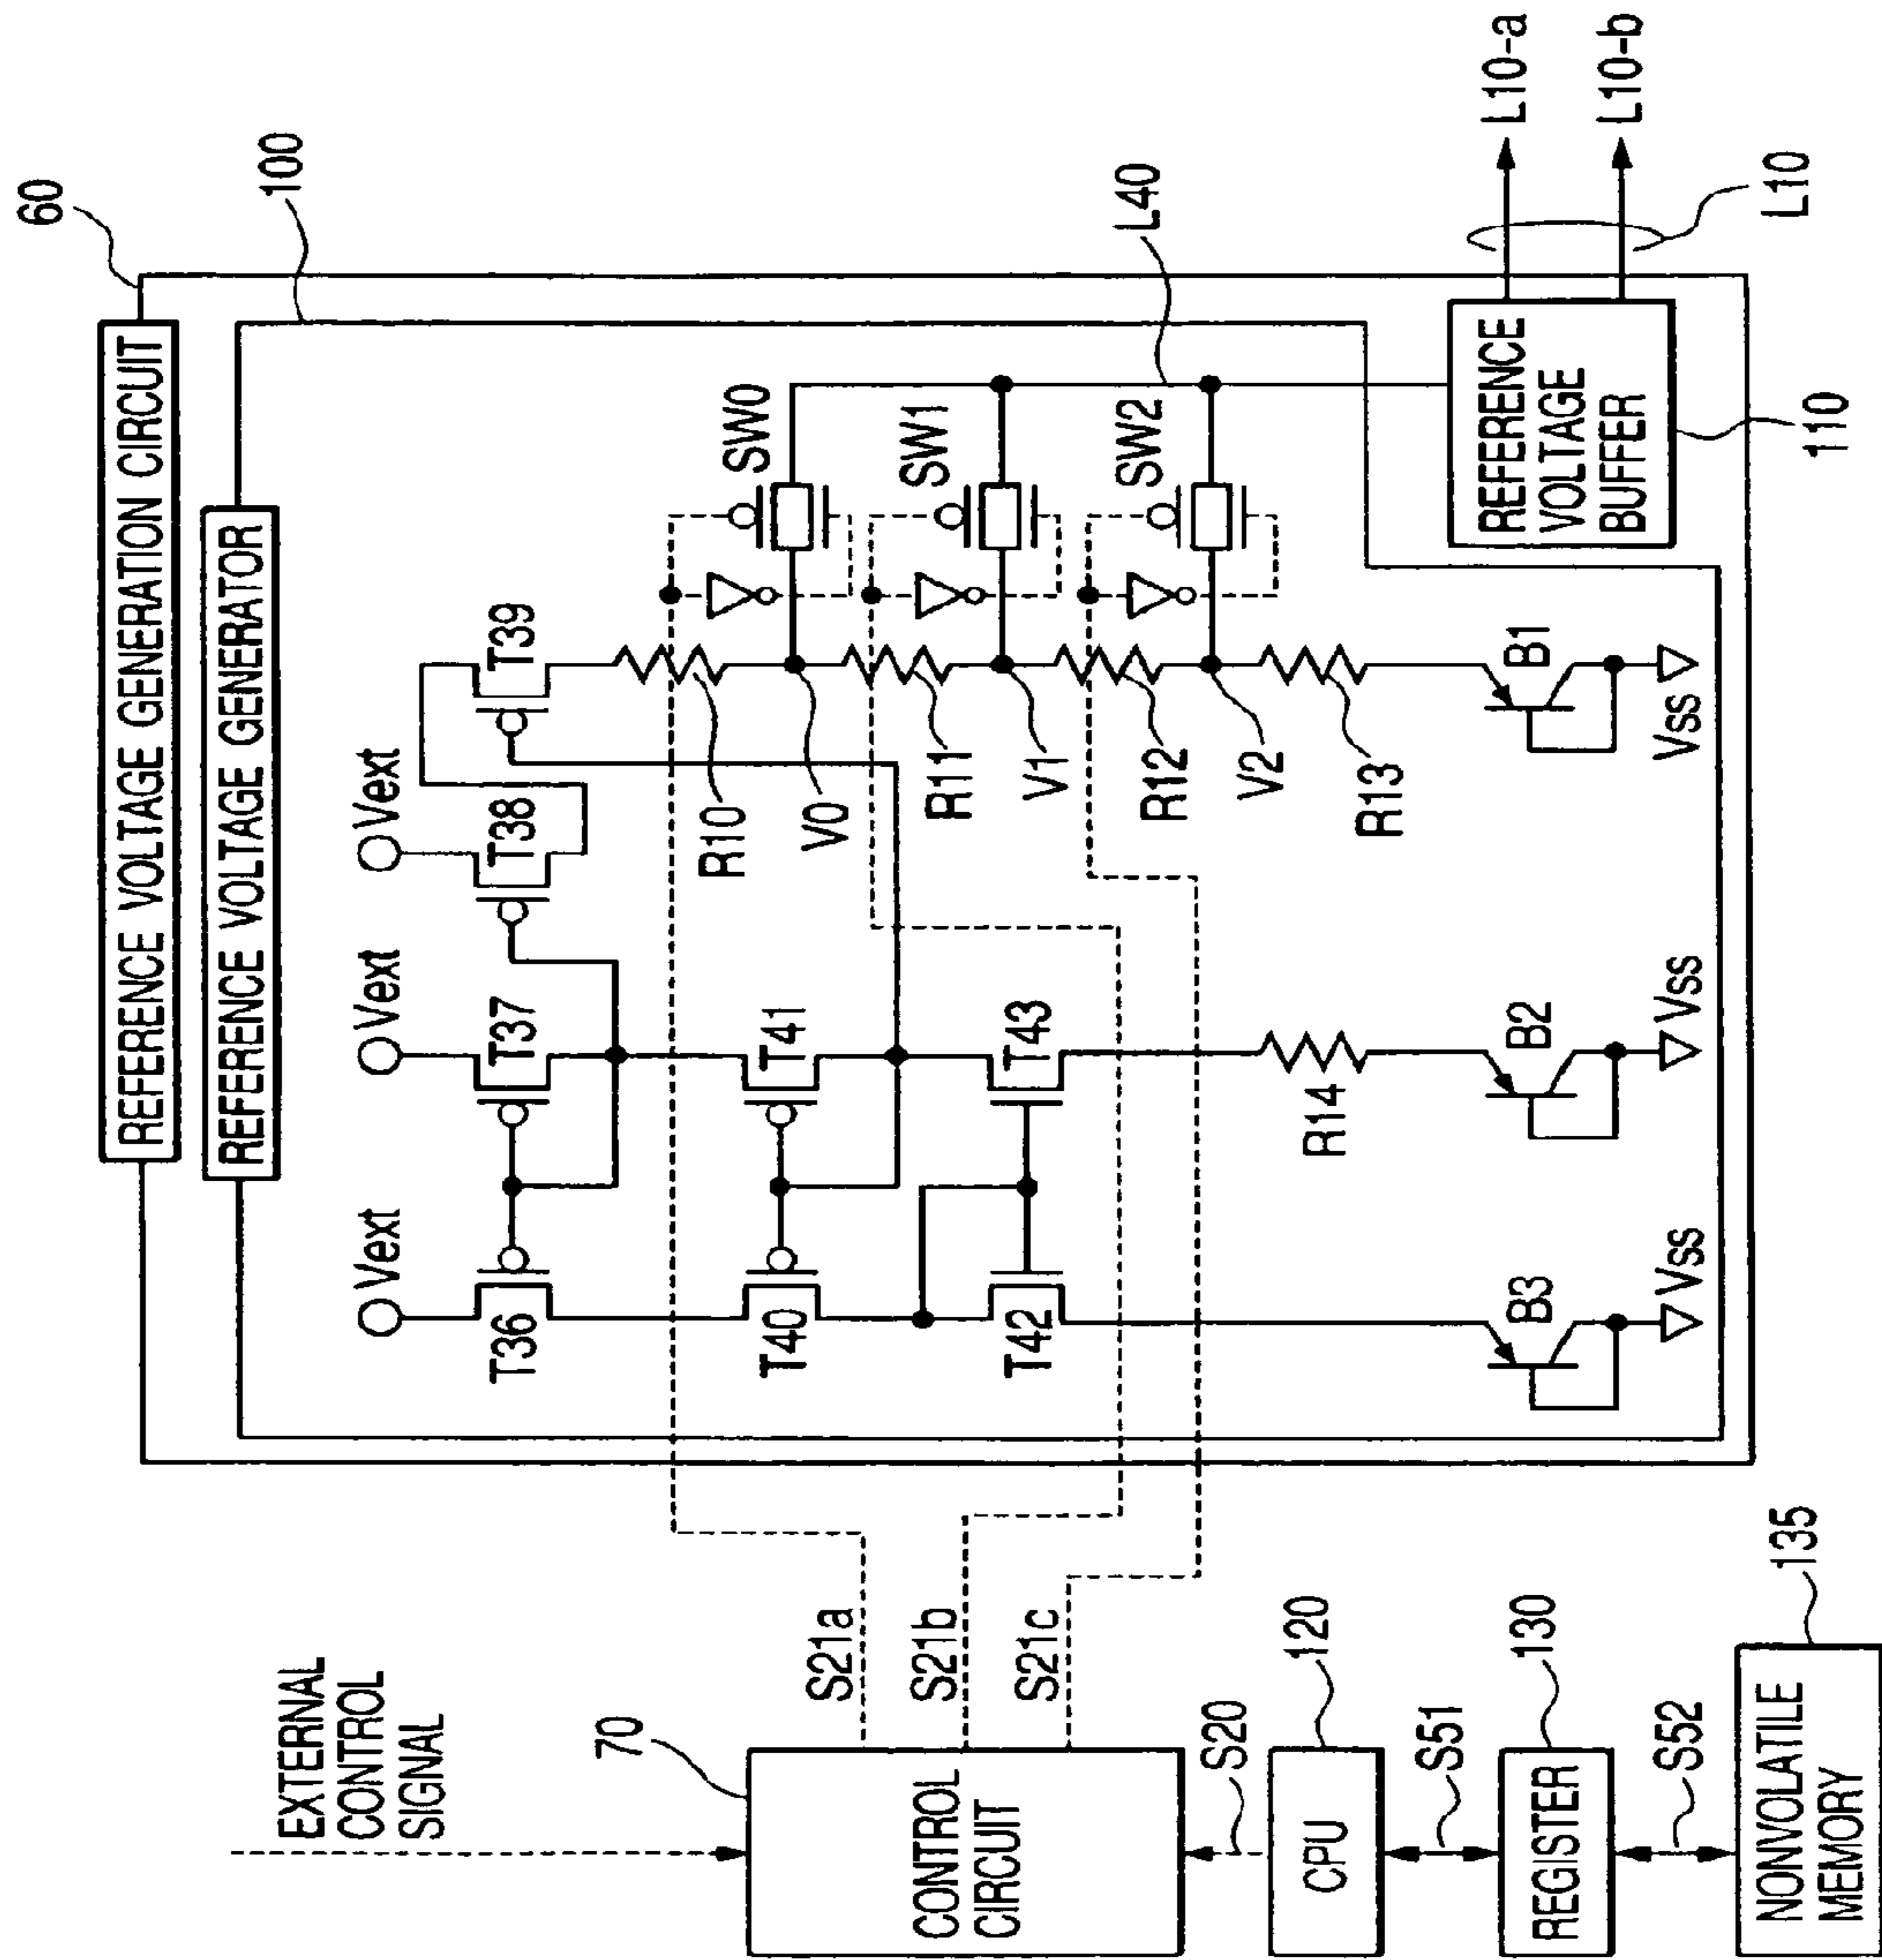 REFERENCE VOLTAGE GENERATION CIRCUIT
60
REFERENCE VOLTAGE GENERATOR
100
EXTERNAL
CONTROL
SIGNAL
70
CONTROL
CIRCUIT
S21a
S21b
S21c
S20
120
CPU
S51
130
REGISTER
S52
135
NONVOLATILE
MEMORY
Vext
Vext
Vext
T36
T37
T38
T39
T40
T41
T42
T43
R10
V0
R11
V1
R12
V2
R13
R14
SW0
SW1
SW2
L40
B3
B2
B1
Vss
Vss
Vss
REFERENCE
VOLTAGE
BUFFER
110
L10-a
L10-b
L10